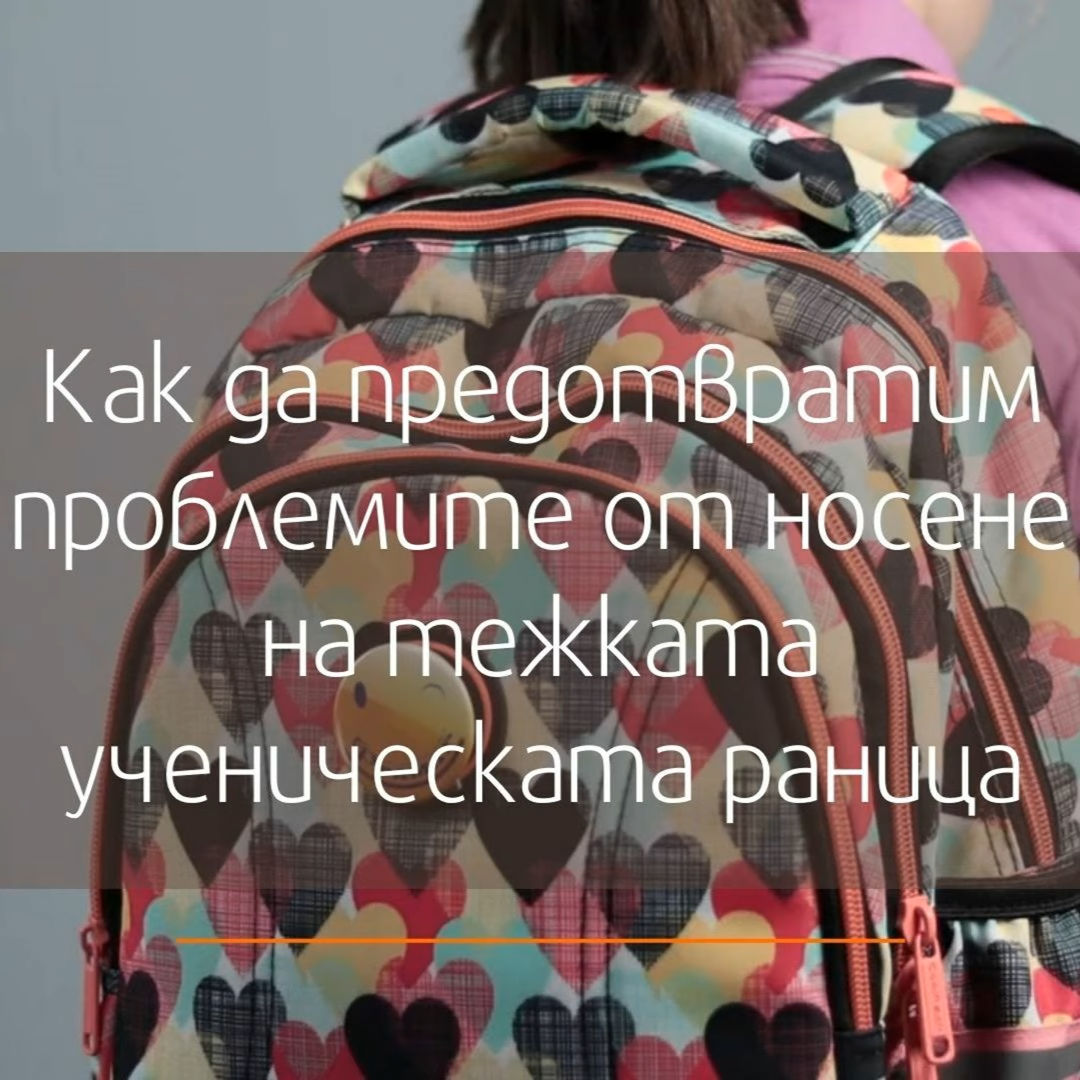 Как да предотвратим
проблемите от носене
на тежката
ученическата раница